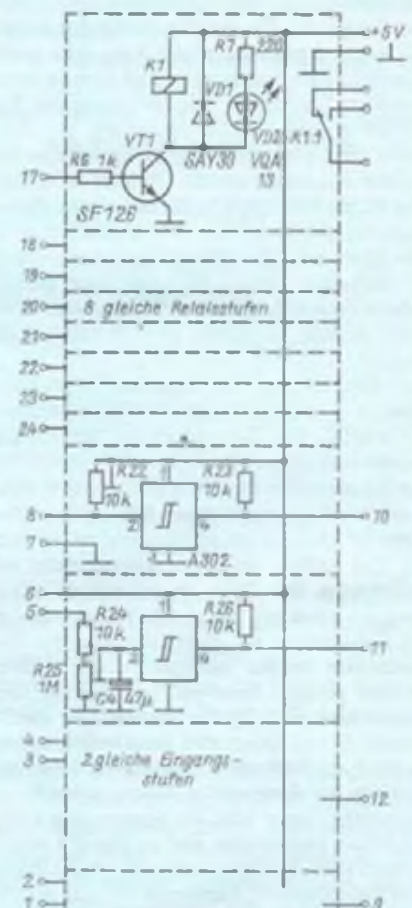 +5V
K1
R7
220
VD1
VD2
K1.1
SAY30
VQA
13
VT1
R6 1k
17
SF126
18
19
20
8 gleiche Relaisstufen
21
22
23
24
R22
10k
1
R23
10k
8
2
4
10
7
A302
6
5
R24
10k
1
R26
10k
4
11
R25
1M
C4 47µ
4
3
2 gleiche Eingangs-
stufen
12
2
1
9